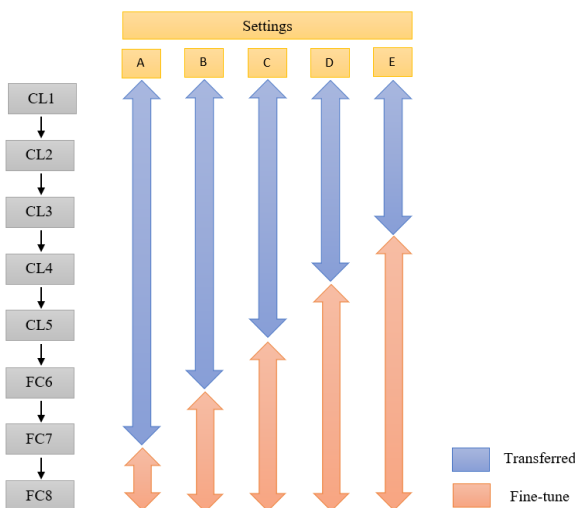 Settings
A B C D E
CL1
CL2
CL3
CL4
CL5
FC6
FC7
FC8
Transferred
Fine-tune